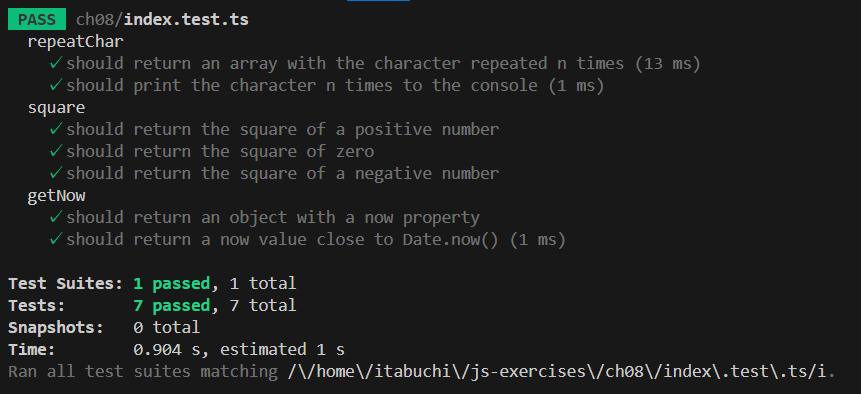 PASS ch08/index.test.ts
repeatChar
✓ should return an array with the character repeated n times (13 ms)
✓ should print the character n times to the console (1 ms)
square
✓ should return the square of a positive number
✓ should return the square of zero
✓ should return the square of a negative number
getNow
✓ should return an object with a now property
✓ should return a now value close to Date.now() (1 ms)
Test Suites: 1 passed, 1 total
Tests: 7 passed, 7 total
Snapshots: 0 total
Time: 0.904 s, estimated 1 s
Ran all test suites matching /\/home\/itabuchi\/js-exercises\/ch08\/index\.test\.ts/i.